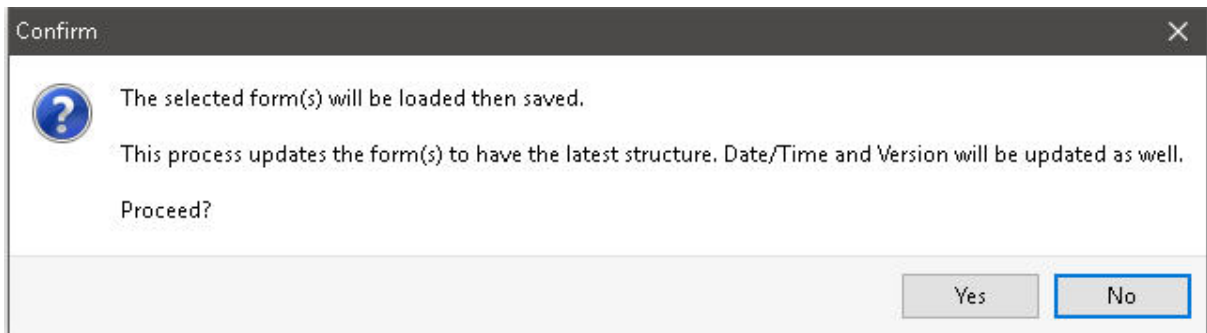 Confirm
The selected form(s) will be loaded then saved.
This process updates the form(s) to have the latest structure. Date/Time and Version will be updated as well.
Proceed?
Yes No